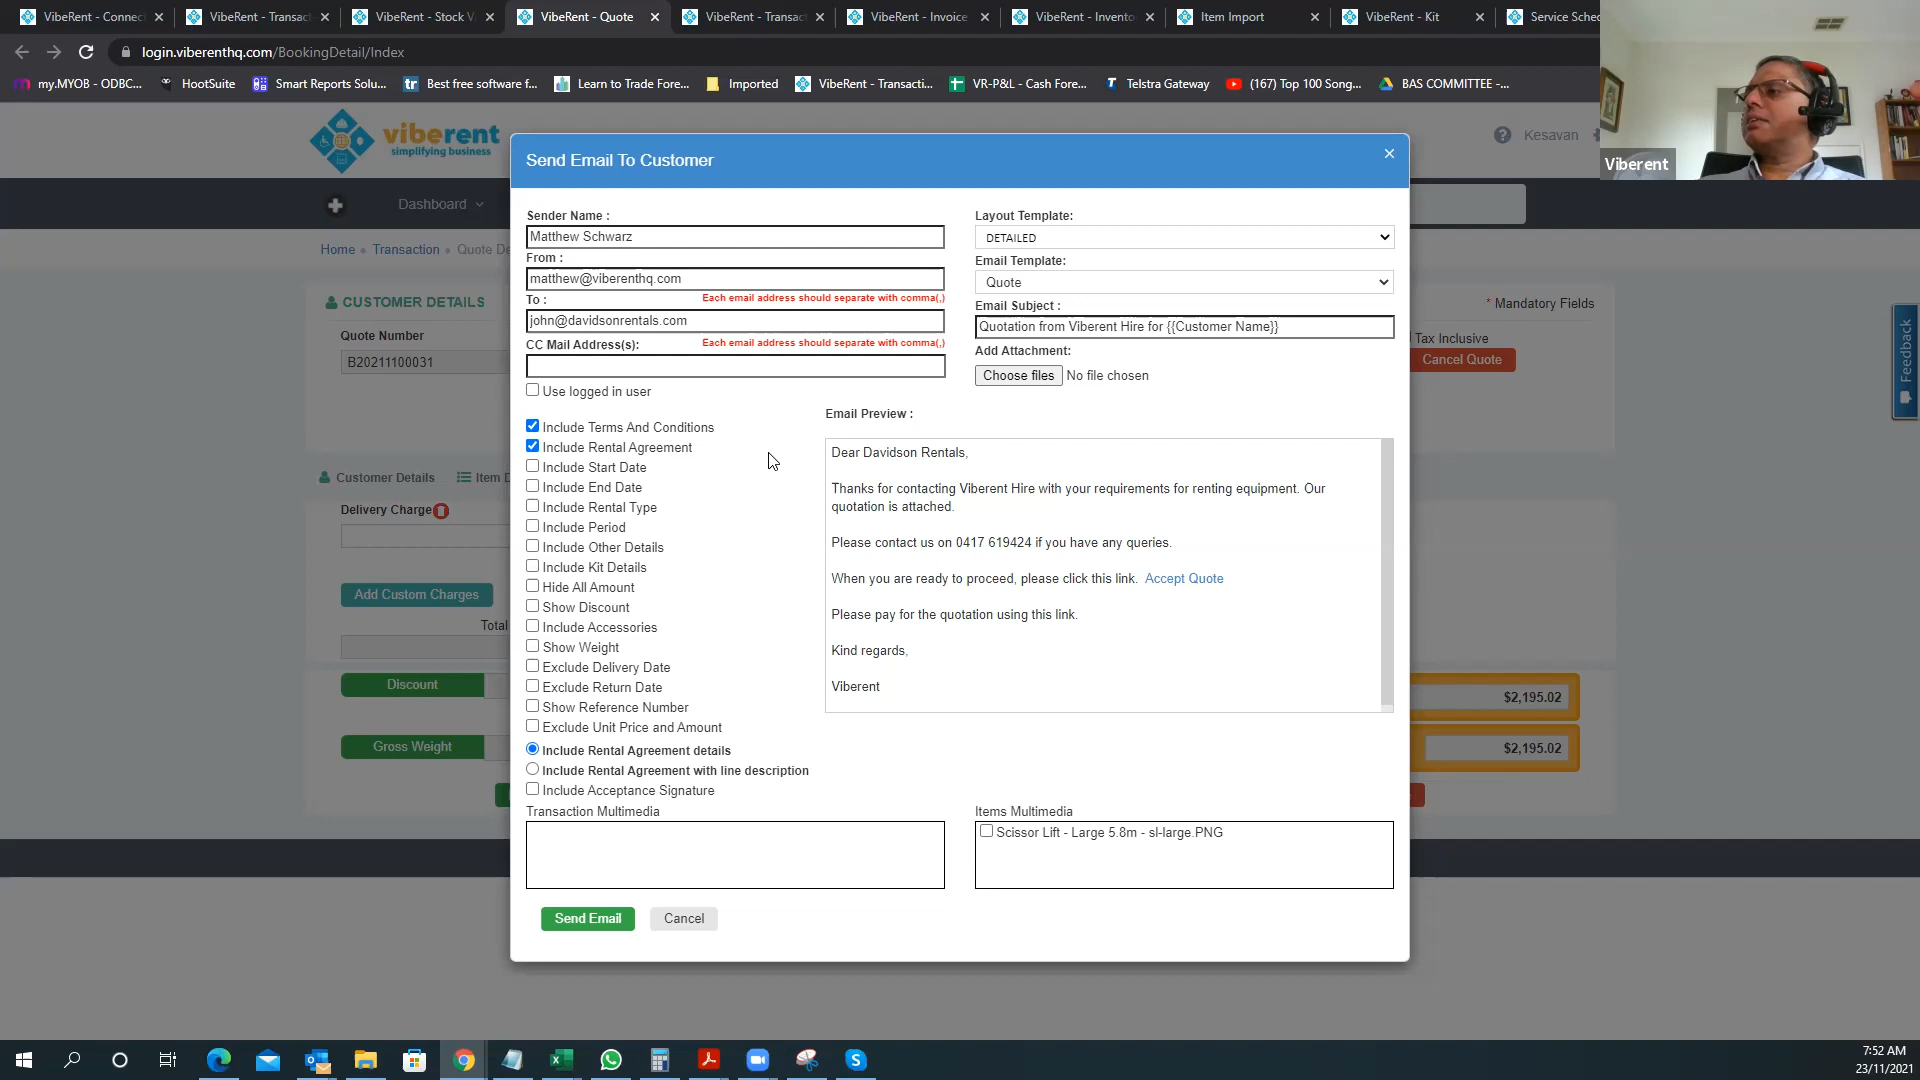 VibeRent - Connec
VibeRent - Transac
VibeRent - Stock V
VibeRent - Quote
VibeRent - Transac
VibeRent - Invoice
VibeRent - Invento
Item Import
VibeRent - Kit
Service Sched
login.viberenthq.com/BookingDetail/Index
my.MYOB - ODBC...
HootSuite
Smart Reports Solu...
Best free software f...
Learn to Trade Fore...
Imported
VibeRent - Transacti...
VR-P&L - Cash Fore...
Telstra Gateway
(167) Top 100 Song...
BAS COMMITTEE -...
viberent
simplifying business
Kesavan
Viberent
Dashboard
Home
Transaction
Quote De
Send Email To Customer
CUSTOMER DETAILS
Quote Number
B20211100031
* Mandatory Fields
Tax Inclusive
Cancel Quote
Feedback
Customer Details
Item D
Delivery Charge
Add Custom Charges
Total
Discount
Gross Weight
$2,195.02
$2,195.02
Sender Name :
Matthew Schwarz
From :
matthew@viberenthq.com
To :
Each email address should separate with comma(,)
john@davidsonrentals.com
CC Mail Address(s):
Each email address should separate with comma(,)
Use logged in user
Layout Template:
DETAILED
Email Template:
Quote
Email Subject :
Quotation from Viberent Hire for {{Customer Name}}
Add Attachment:
Choose files No file chosen
Include Terms And Conditions
Include Rental Agreement
Include Start Date
Include End Date
Include Rental Type
Include Period
Include Other Details
Include Kit Details
Hide All Amount
Show Discount
Include Accessories
Show Weight
Exclude Delivery Date
Exclude Return Date
Show Reference Number
Exclude Unit Price and Amount
Include Rental Agreement details
Include Rental Agreement with line description
Include Acceptance Signature
Email Preview :
Dear Davidson Rentals,
Thanks for contacting Viberent Hire with your requirements for renting equipment. Our
quotation is attached.
Please contact us on 0417 619424 if you have any queries.
When you are ready to proceed, please click this link. Accept Quote
Please pay for the quotation using this link.
Kind regards,
Viberent
Transaction Multimedia
Items Multimedia
Scissor Lift - Large 5.8m - sl-large.PNG
Send Email
Cancel
7:52 AM
23/11/2021